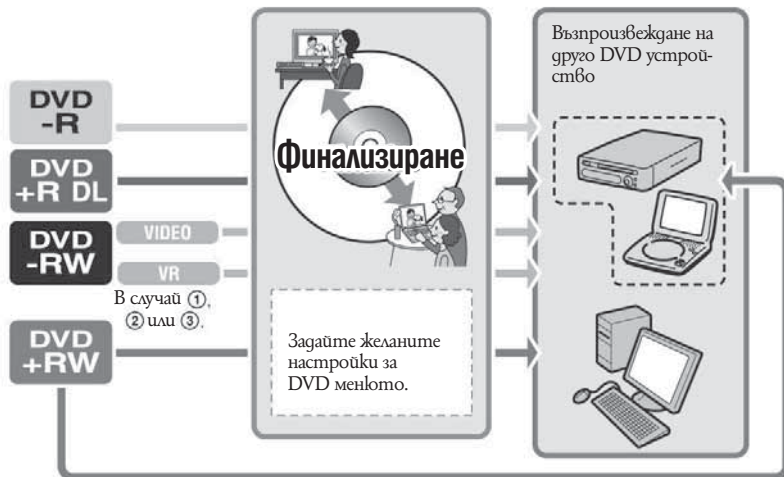 Възпроизвеждане на
друго DVD устрой-
ство
DVD
-R
Финализиране
DVD
+R DL
DVD
-RW
VIDEO
VR
В случай ①,
② или ③.
Задайте желаните
настройки за
DVD менюто.
DVD
+RW